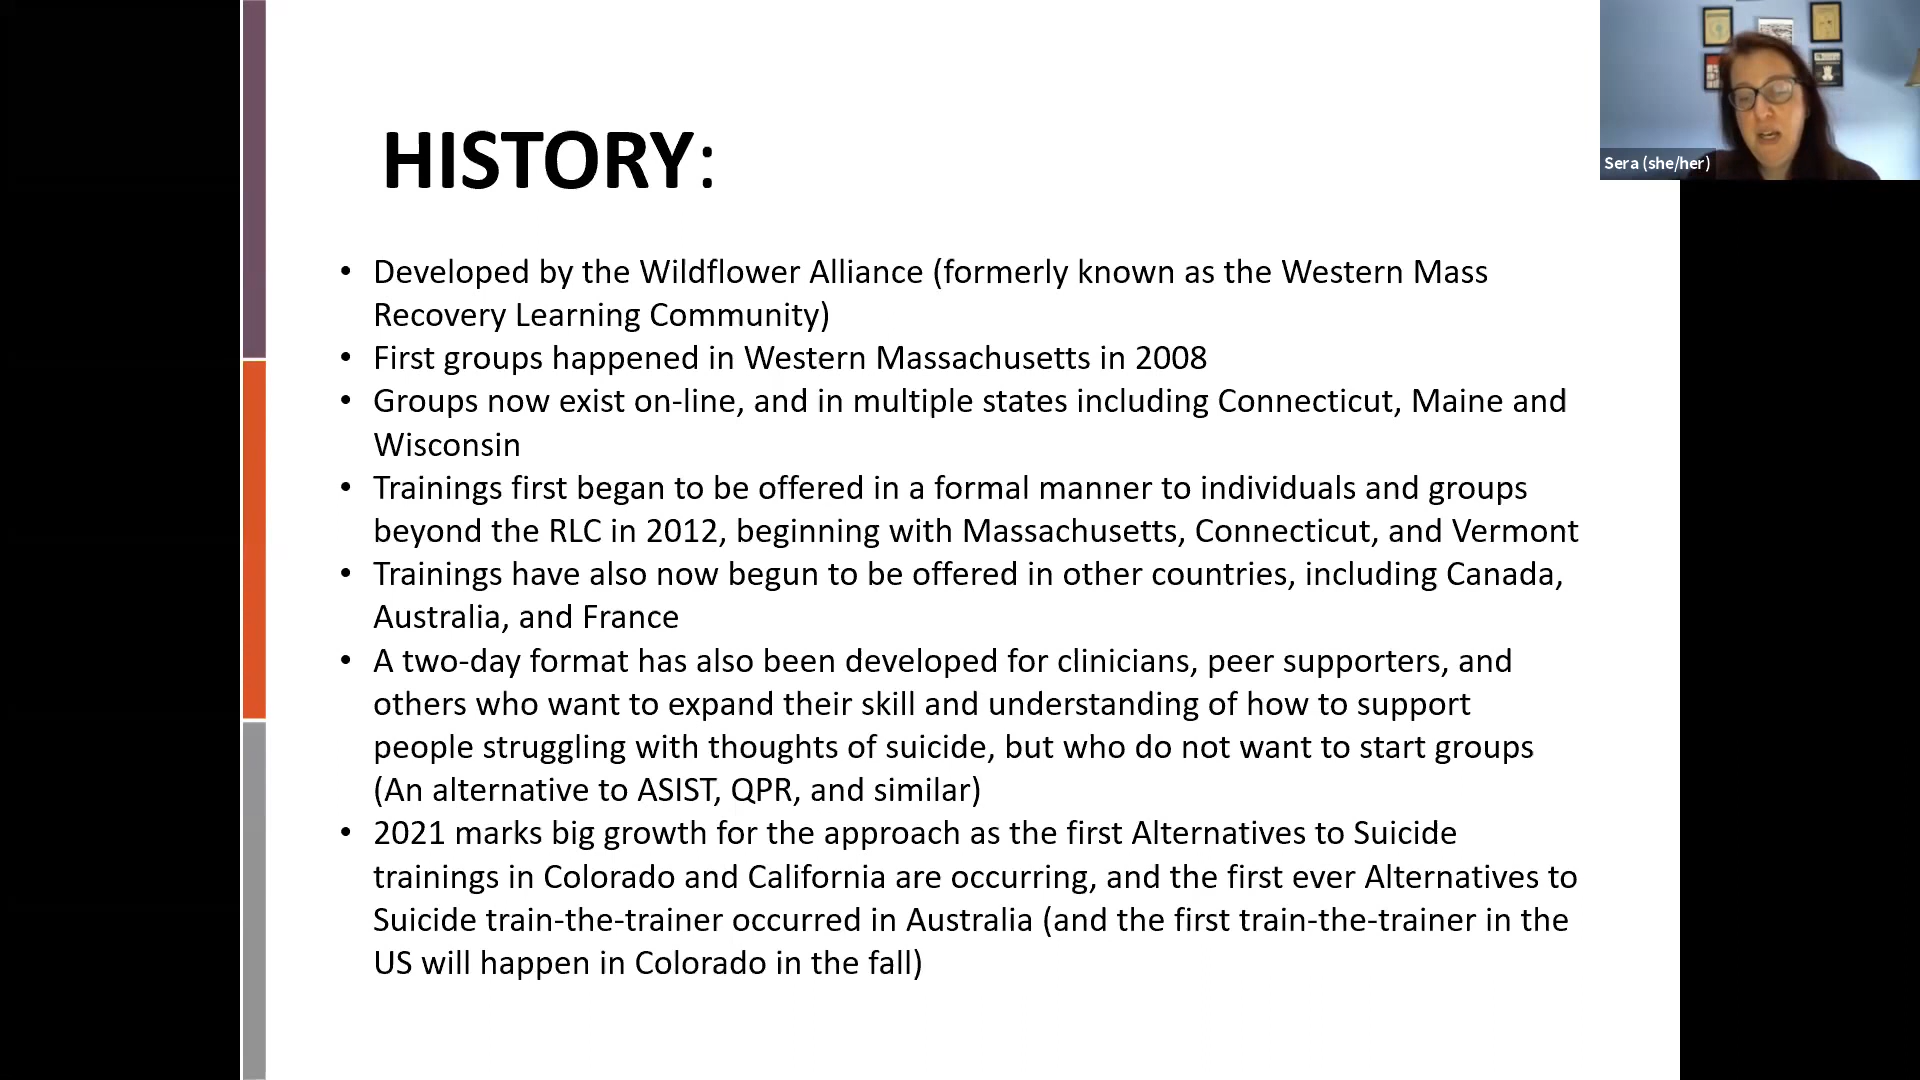 HISTORY:
Sera (she/her)
• Developed by the Wildflower Alliance (formerly known as the Western Mass
Recovery Learning Community)
• First groups happened in Western Massachusetts in 2008
• Groups now exist on-line, and in multiple states including Connecticut, Maine and
Wisconsin
• Trainings first began to be offered in a formal manner to individuals and groups
beyond the RLC in 2012, beginning with Massachusetts, Connecticut, and Vermont
• Trainings have also now begun to be offered in other countries, including Canada,
Australia, and France
• A two-day format has also been developed for clinicians, peer supporters, and
others who want to expand their skill and understanding of how to support
people struggling with thoughts of suicide, but who do not want to start groups
(An alternative to ASIST, QPR, and similar)
• 2021 marks big growth for the approach as the first Alternatives to Suicide
trainings in Colorado and California are occurring, and the first ever Alternatives to
Suicide train-the-trainer occurred in Australia (and the first train-the-trainer in the
US will happen in Colorado in the fall)